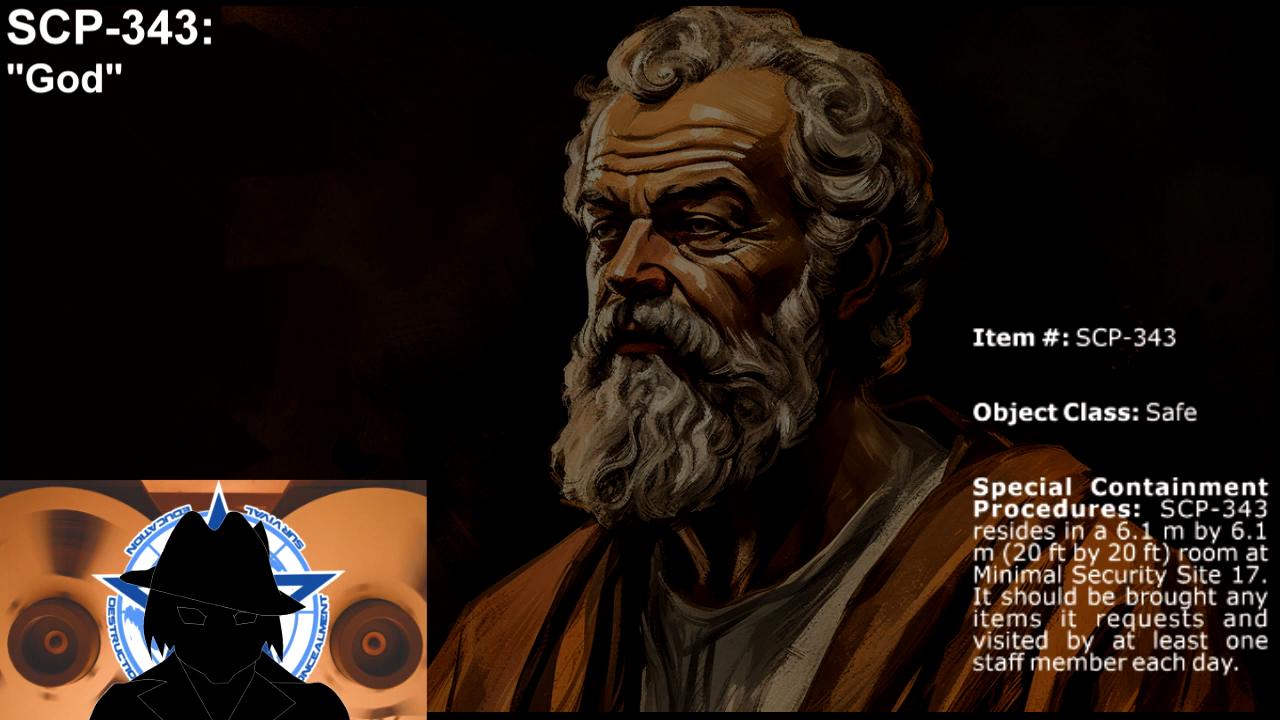 SCP-343:
"God"
Item #: SCP-343
Object Class: Safe
Special Containment
Procedures: SCP-343
resides in a 6.1 m by 6.1
m (20 ft by 20 ft) room at
Minimal Security Site 17.
It should be brought any
items it requests and
visited by at least one
staff member each day.
EDUCATION
SURVIVAL